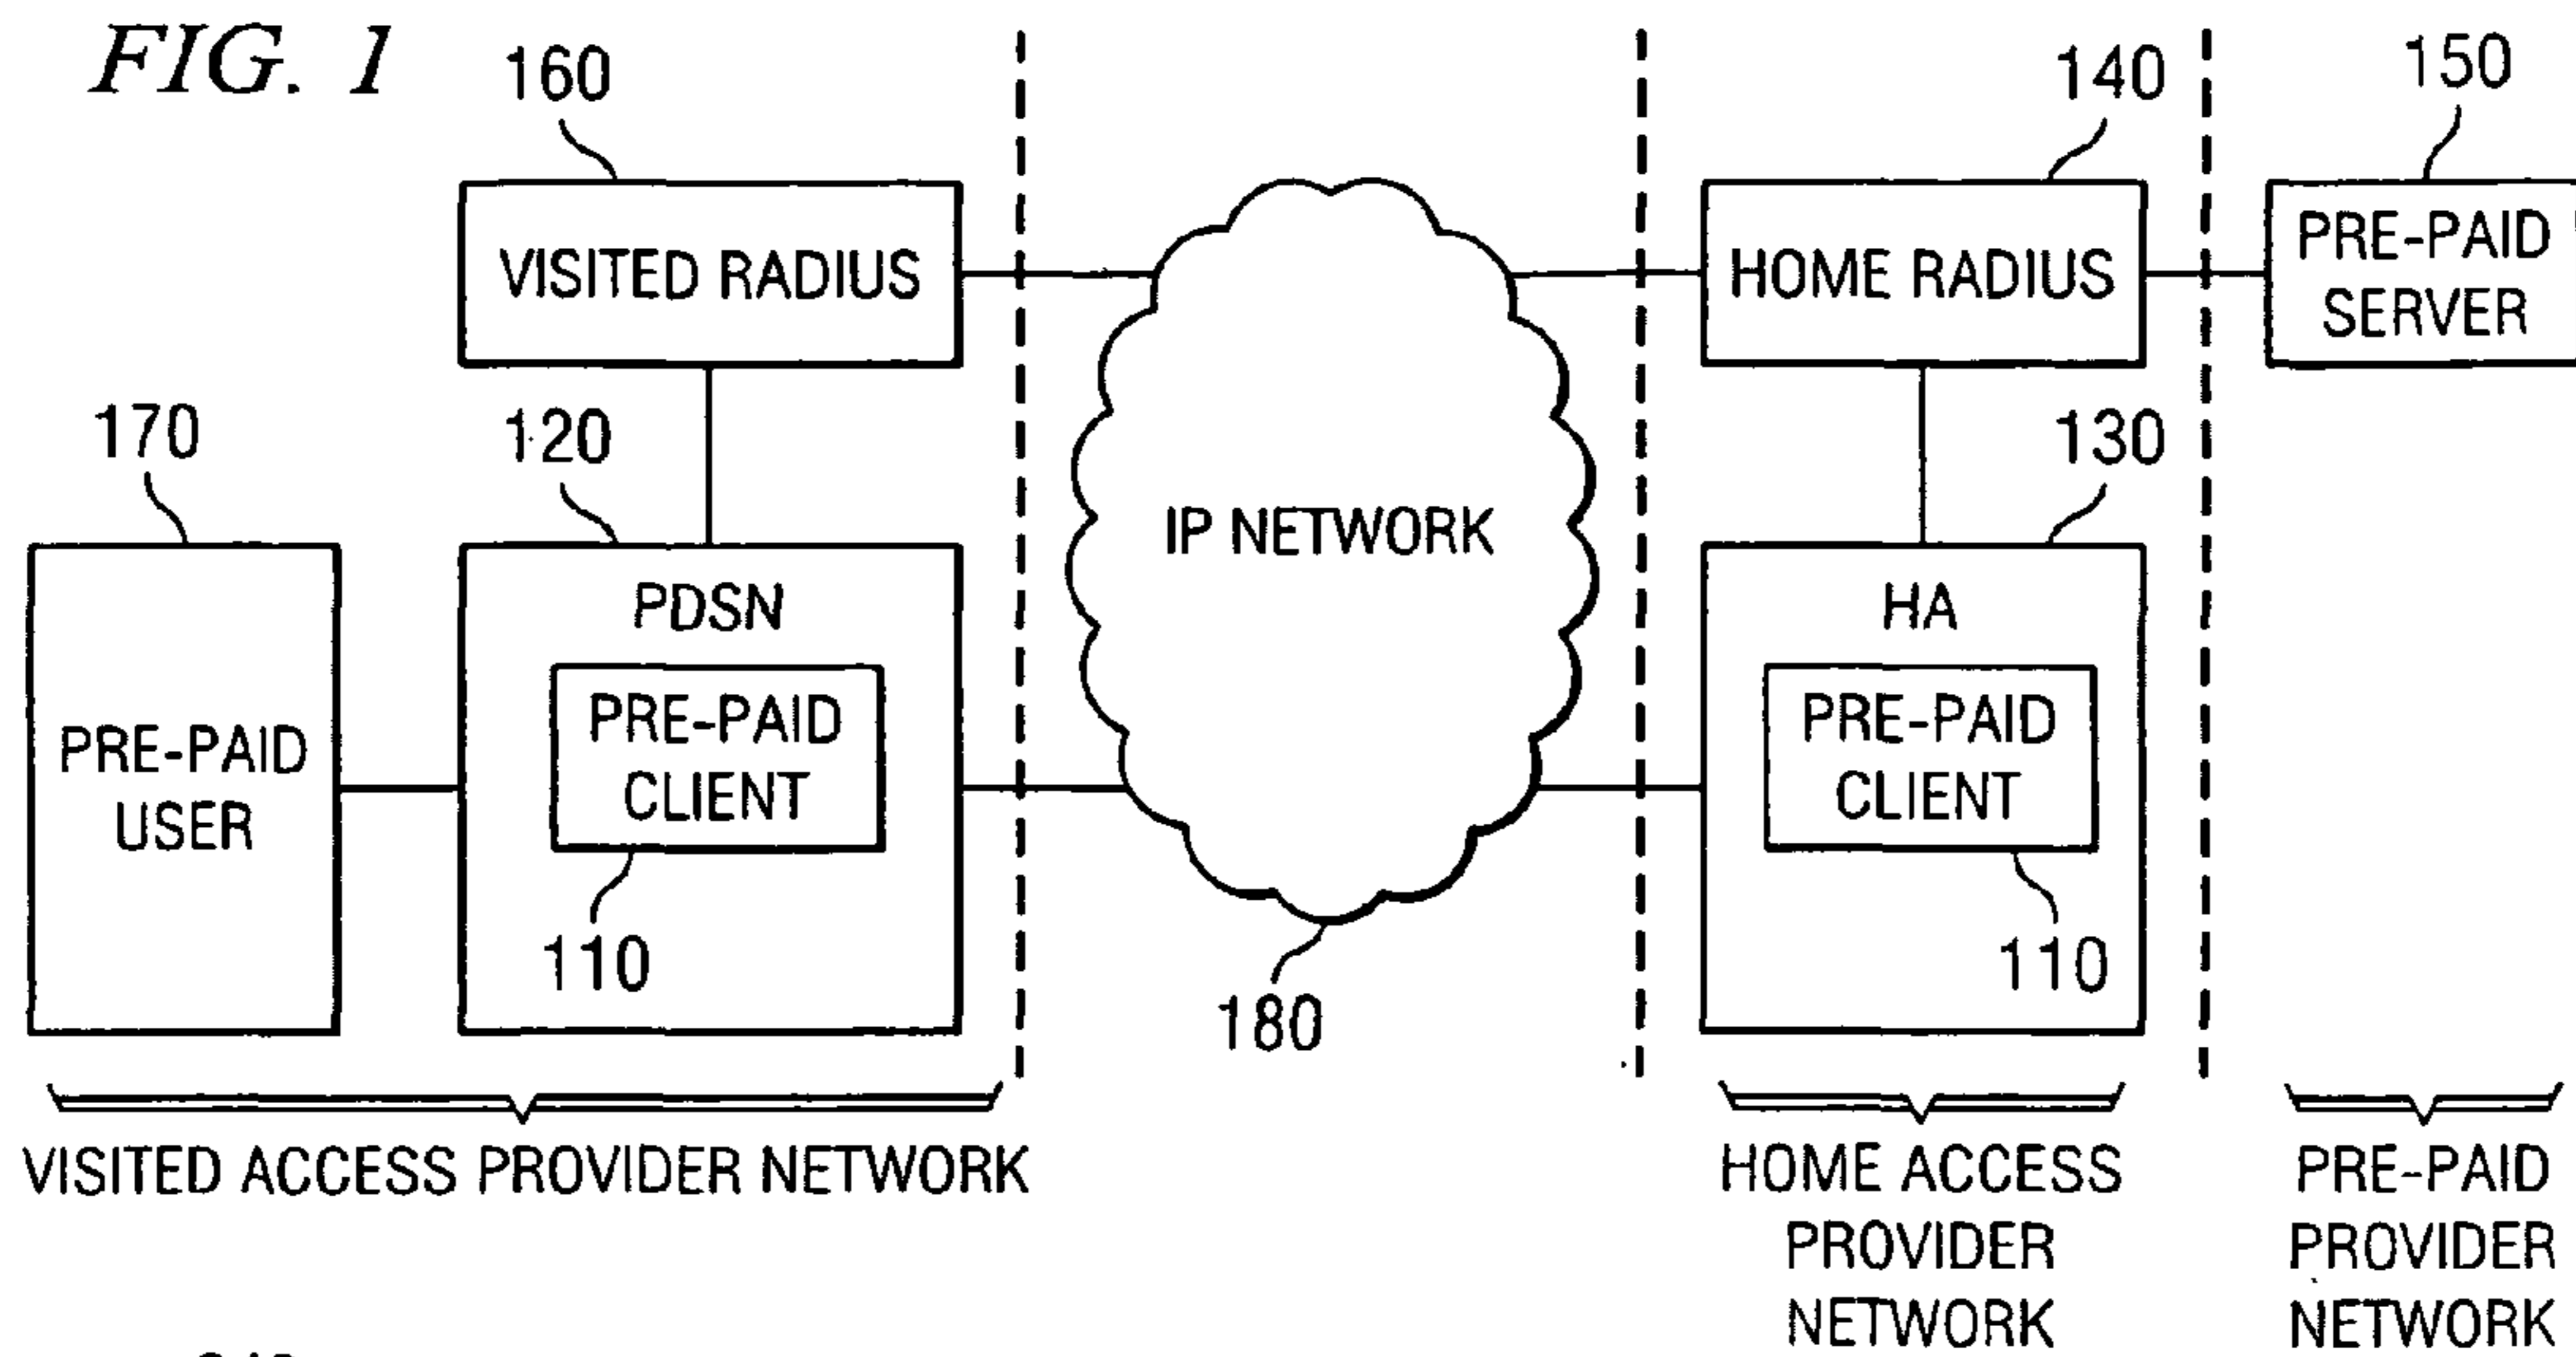 FIG. 1
160
140
150
VISITED RADIUS
HOME RADIUS
PRE-PAID
SERVER
170
120
130
IP NETWORK
PRE-PAID
USER
PDSN
PRE-PAID
CLIENT
110
HA
PRE-PAID
CLIENT
110
180
VISITED ACCESS PROVIDER NETWORK
HOME ACCESS
PROVIDER
NETWORK
PRE-PAID
PROVIDER
NETWORK